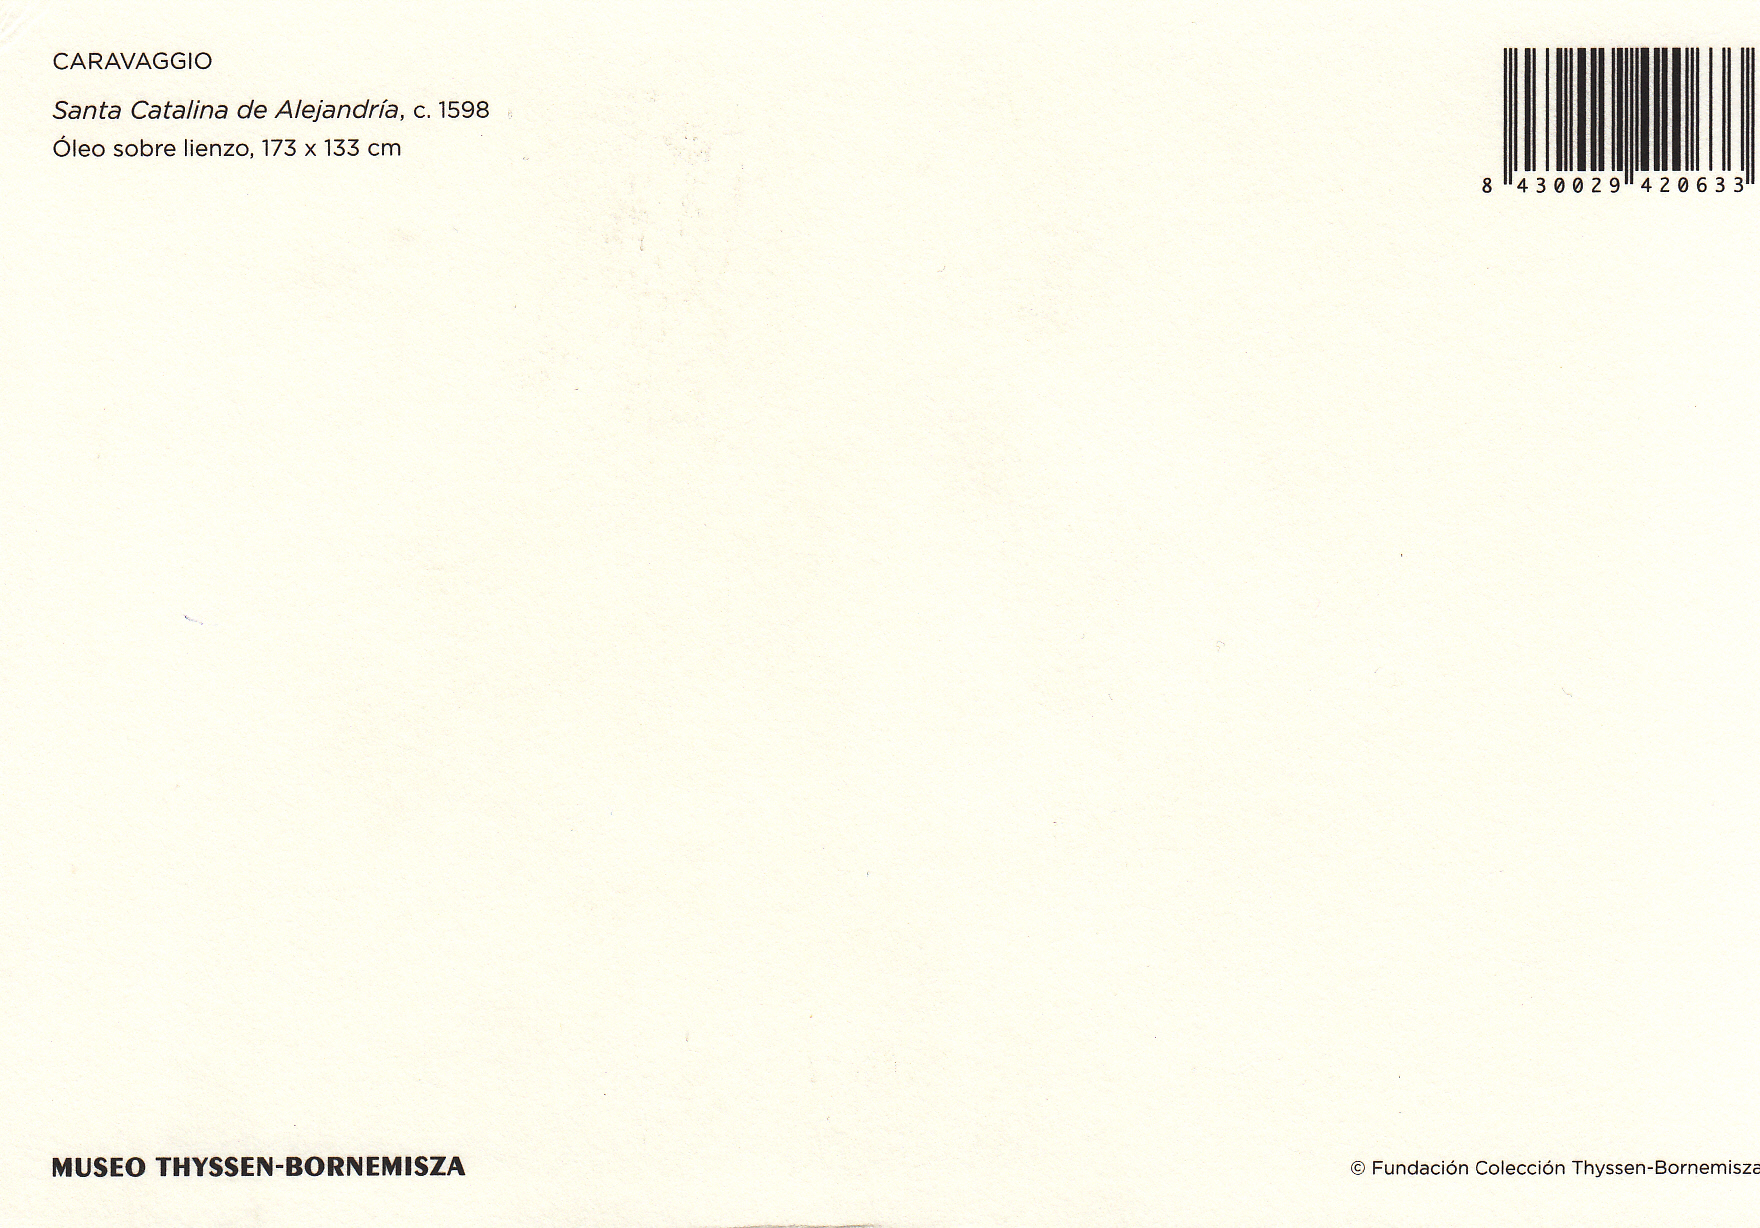 CARAVAGGIO
Santa Catalina de Alejandría, c. 1598
Óleo sobre lienzo, 173 x 133 cm
8 430029 420633
MUSEO THYSSEN-BORNEMISZA
© Fundación Colección Thyssen-Bornemisza